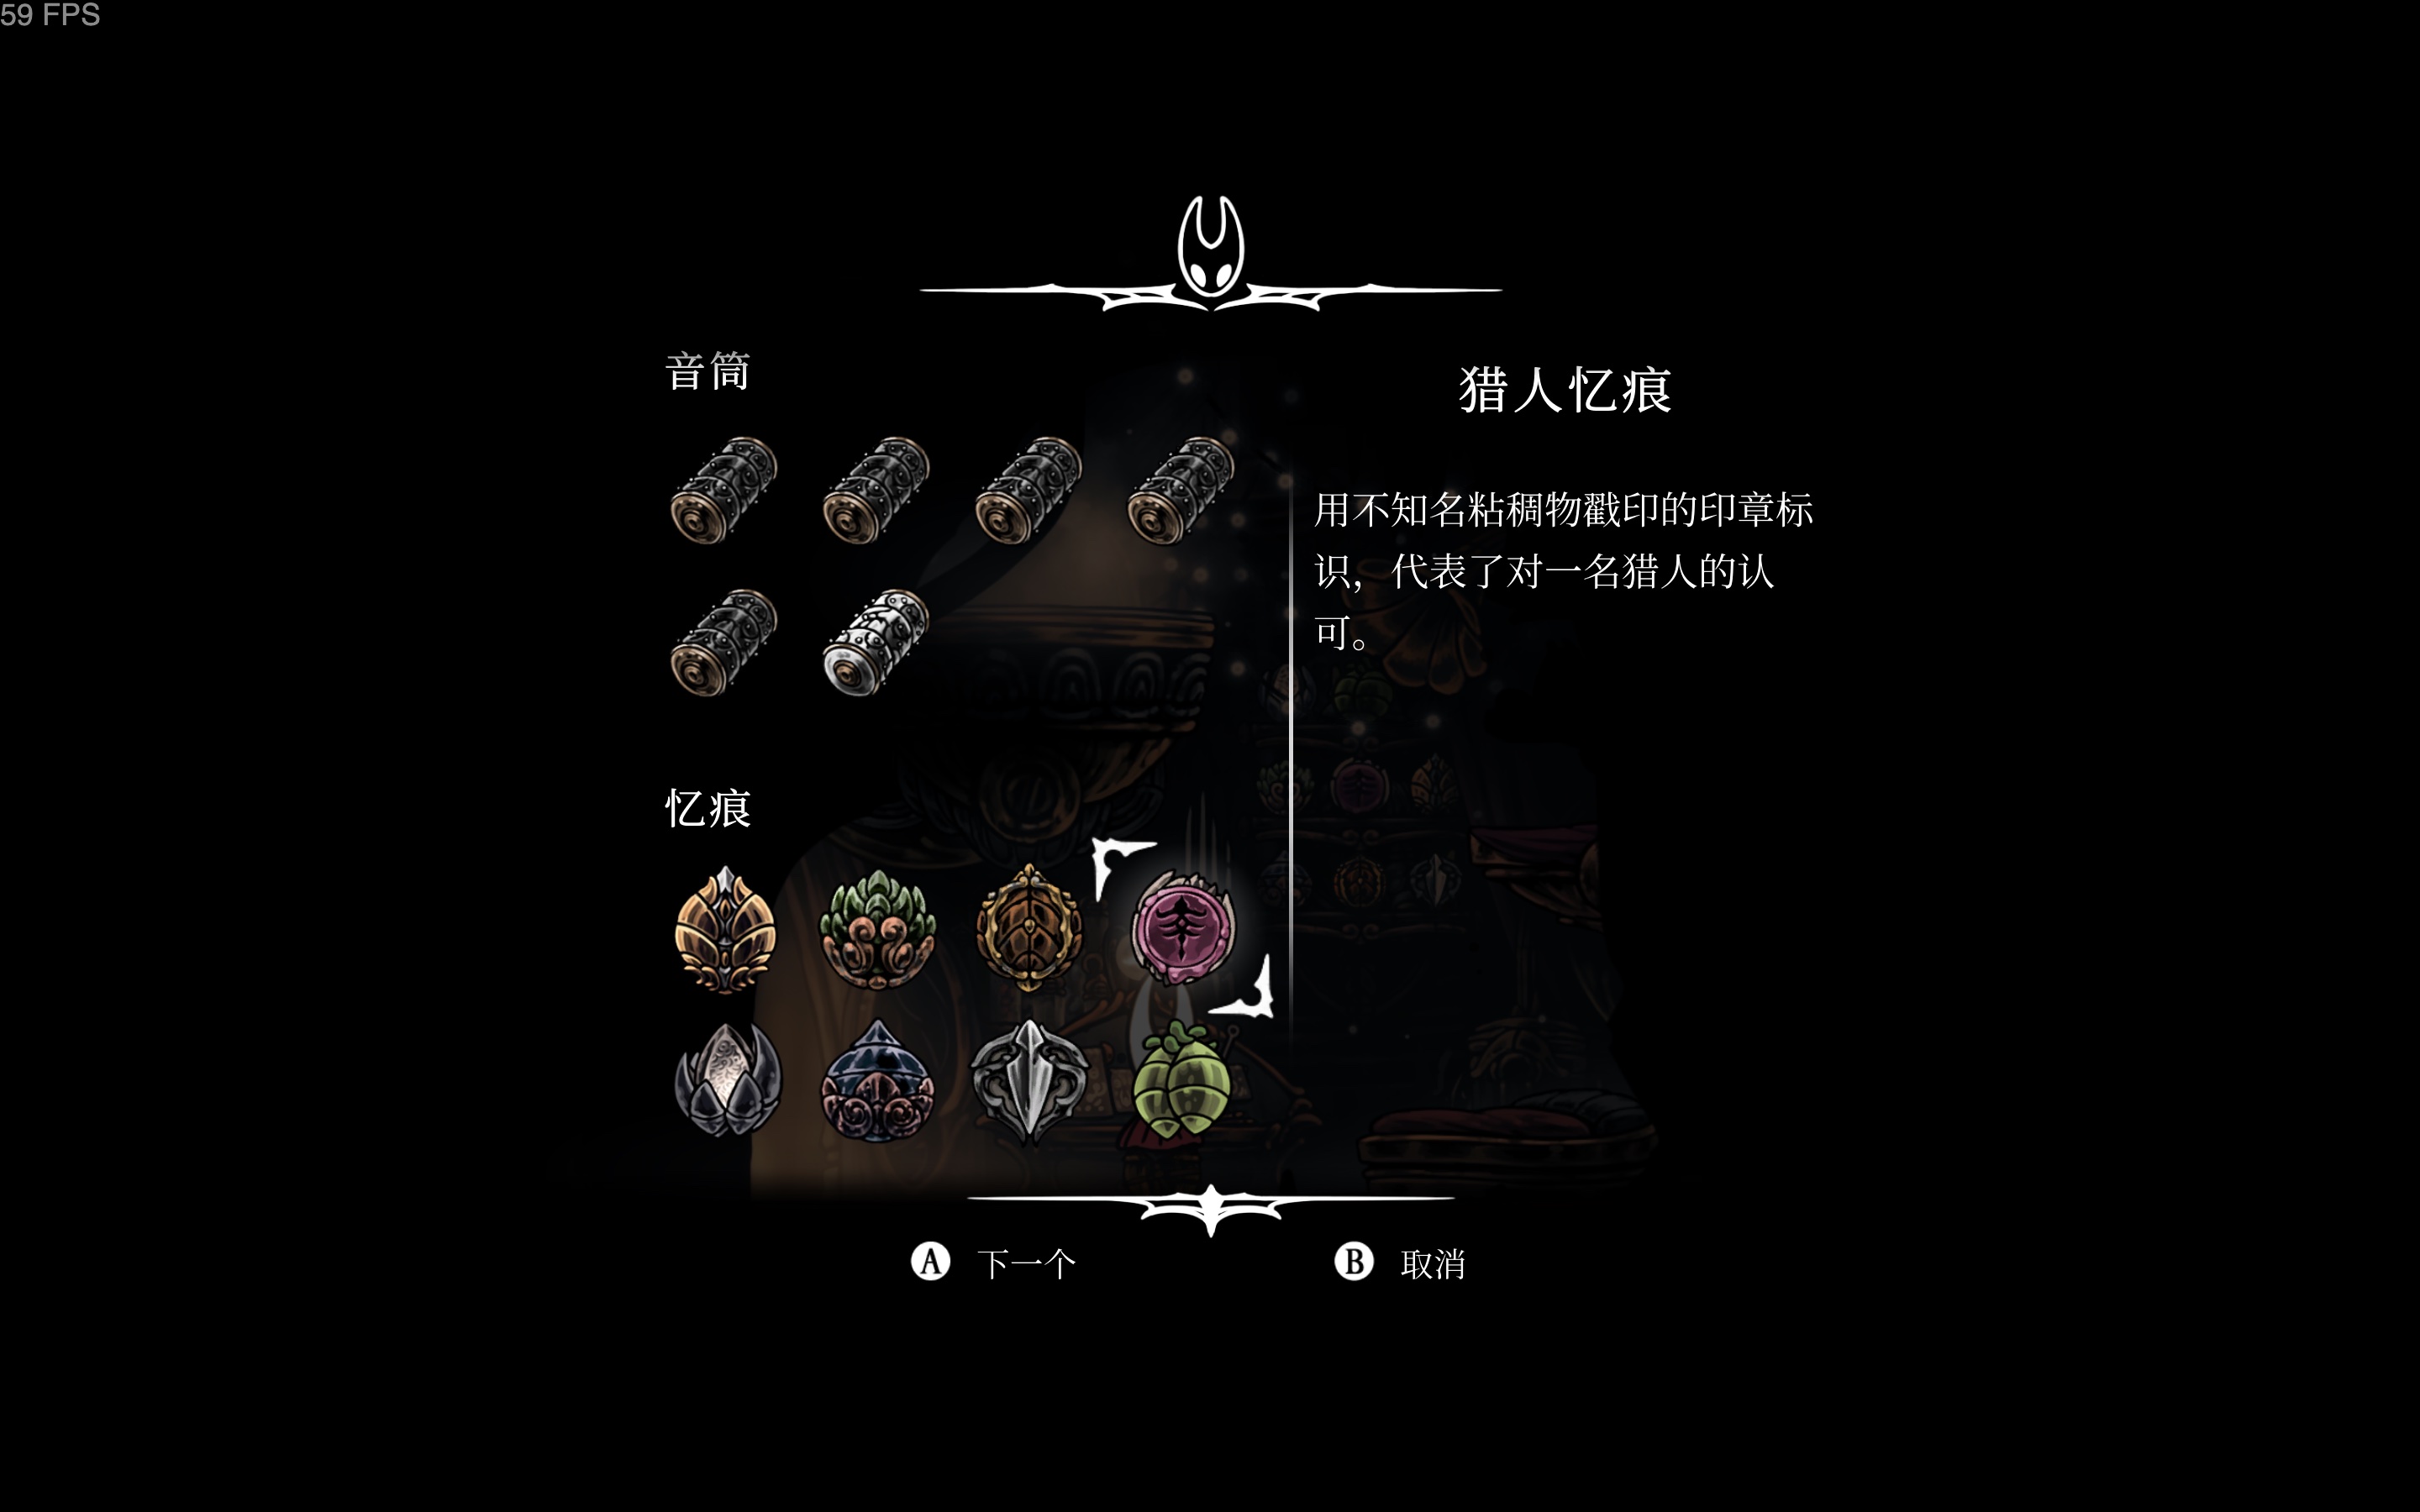 59 FPS
音筒
猎人忆痕
用不知名粘稠物戳印的印章标
识，代表了对一名猎人的认
可。
忆痕
A 下一个
B 取消